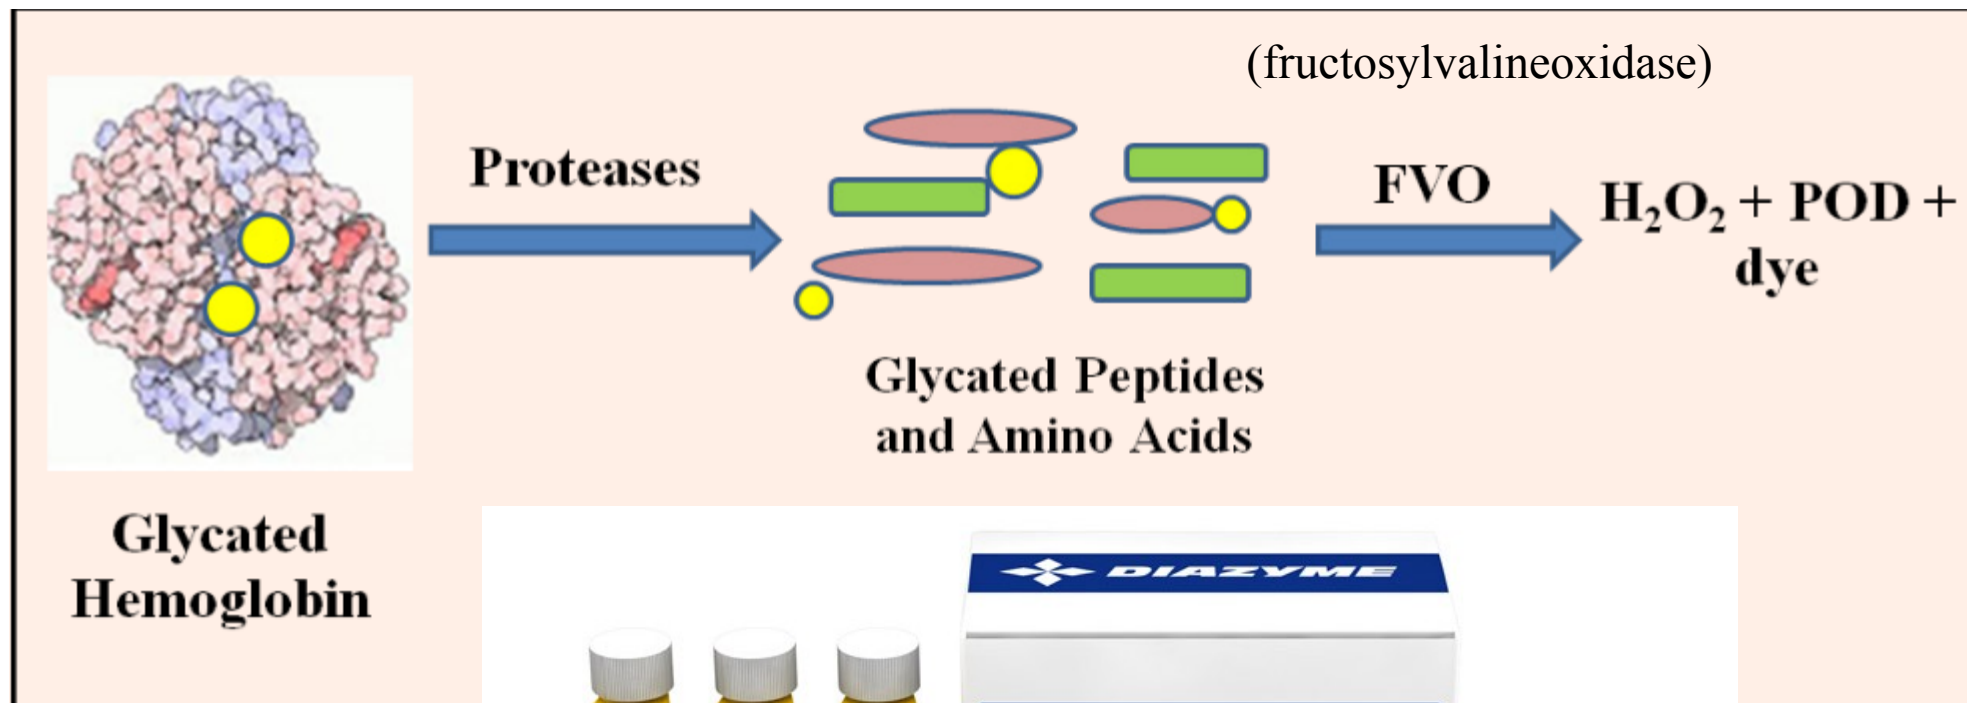 (fructosylvalineoxidase)
Proteases
FVO
H₂O₂ + POD +
dye
Glycated Peptides
and Amino Acids
Glycated
Hemoglobin
DIAZYME